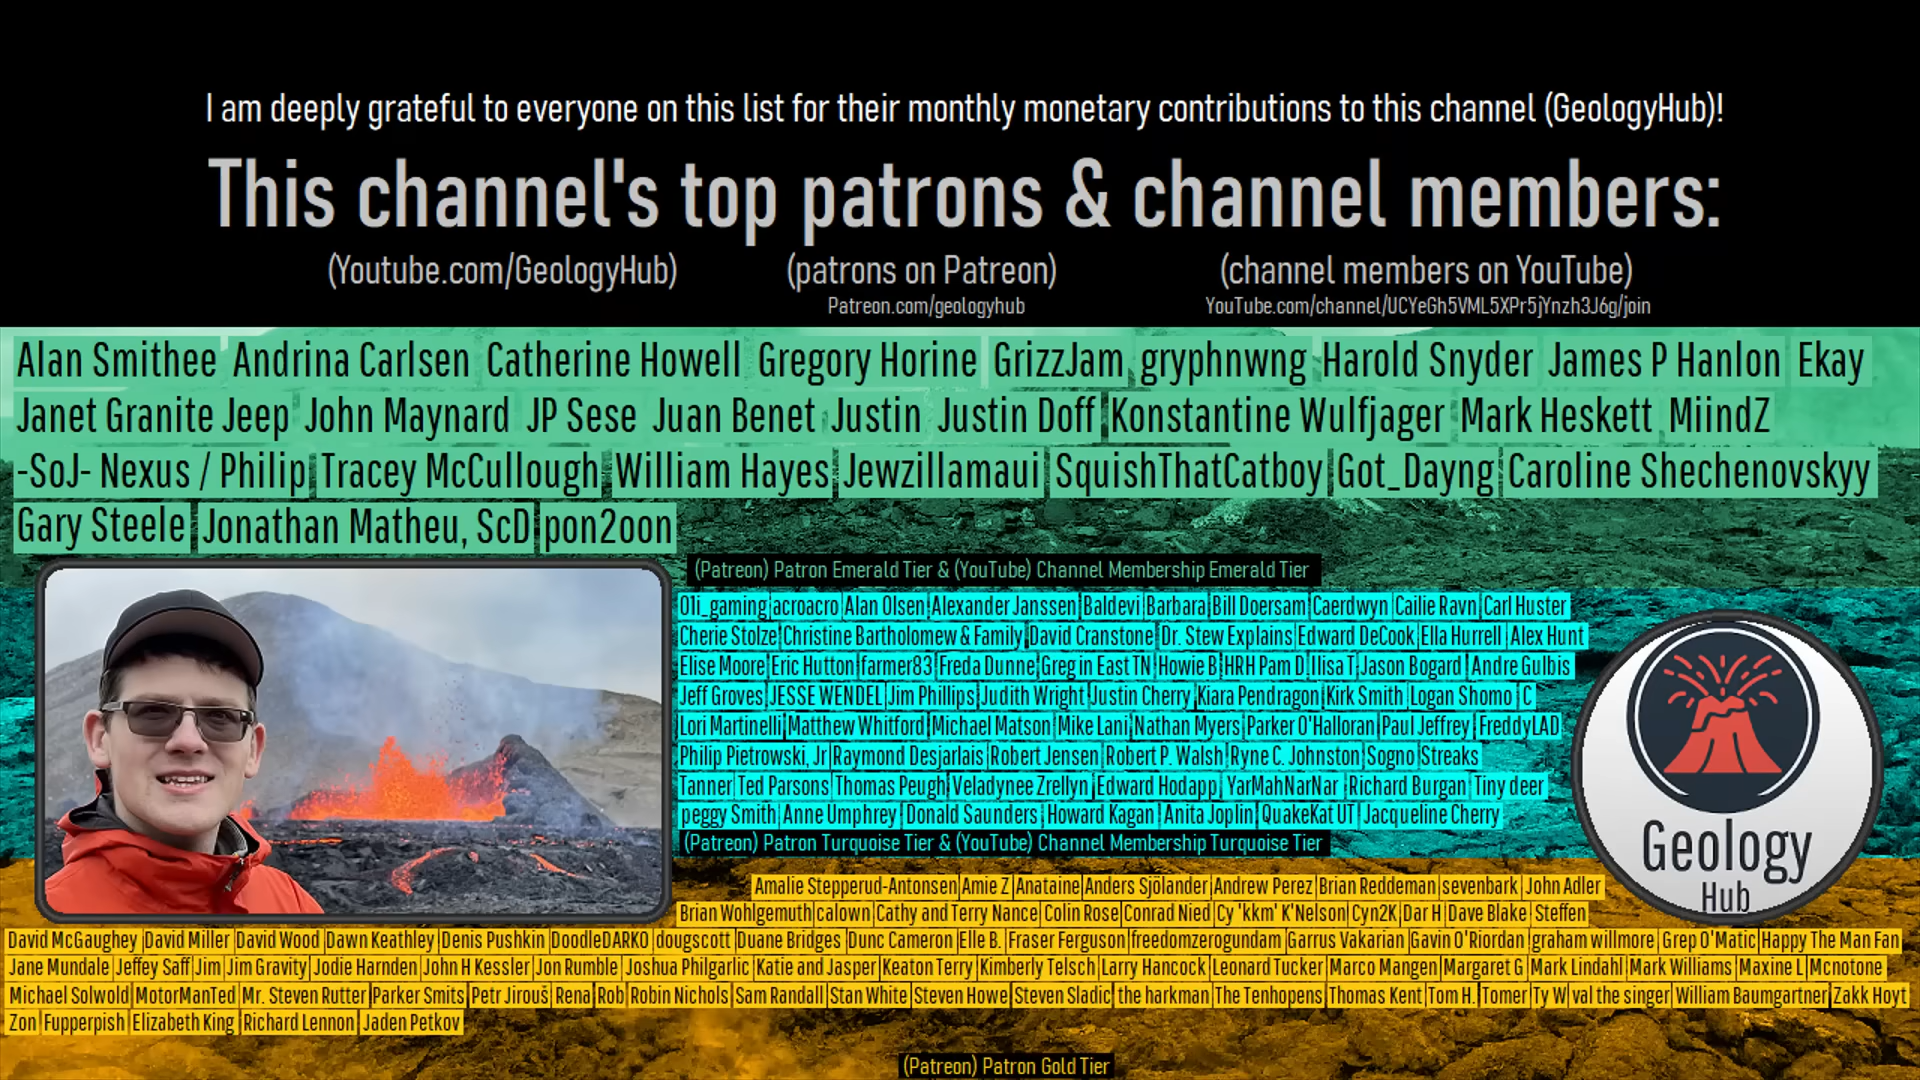 I am deeply grateful to everyone on this list for their monthly monetary contributions to this channel (GeologyHub)!
This channel's top patrons & channel members:
(Youtube.com/GeologyHub) (patrons on Patreon) (channel members on YouTube)
Patreon.com/geologyhub YouTube.com/channel/UCYeGh5VML5XPr5jYnzh3J6g/join
Alan Smithee Andrina Carlsen Catherine Howell Gregory Horine GrizzJam gryphnwng Harold Snyder James P Hanlon Ekay
Janet Granite Jeep John Maynard JP Sese Juan Benet Justin Justin Doff Konstantine Wulfjager Mark Heskett MiindZ
-SoJ- Nexus / Philip Tracey McCullough William Hayes Jewzillamaui SquishThatCatboy Got_Dayng Caroline Shechenovskyy
Gary Steele Jonathan Matheu, ScD pon2oon
(Patreon) Patron Emerald Tier & (YouTube) Channel Membership Emerald Tier
01i_gaming acroacro Alan Olsen Alexander Janssen Baldevi Barbara Bill Doersam Caerdwyn Cailie Ravn Carl Huster
Cherie Stolze Christine Bartholomew & Family David Cranstone Dr. Stew Explains Edward DeCook Ella Hurrell Alex Hunt
Elise Moore Eric Hutton farmer83 Freda Dunne Greg in East TN Howie B HRH Pam D Ilisa T Jason Bogard Andre Gulbis
Jeff Groves JESSE WENDEL Jim Phillips Judith Wright Justin Cherry Kiara Pendragon Kirk Smith Logan Shomo C
Lori Martinelli Matthew Whitford Michael Matson Mike Lani Nathan Myers Parker O'Halloran Paul Jeffrey FreddyLAD
Philip Pietrowski, Jr Raymond Desjarlais Robert Jensen Robert P. Walsh Ryne C. Johnston Sogno Streaks
Tanner Ted Parsons Thomas Peugh Veladynee Zrellyn Edward Hodapp YarMahNarNar Richard Burgan Tiny deer
peggy Smith Anne Umphrey Donald Saunders Howard Kagan Anita Joplin QuakeKat UT Jacqueline Cherry
(Patreon) Patron Turquoise Tier & (YouTube) Channel Membership Turquoise Tier
Geology
Hub
Amalie Stepperud-Antonsen Amie Z Anataine Anders Sjölander Andrew Perez Brian Reddeman sevenbark John Adler
Brian Wohlgemuth calown Cathy and Terry Nance Colin Rose Conrad Nied Cy 'kkm' K'Nelson Cyn2K Dar H Dave Blake Steffen
David McGaughey David Miller David Wood Dawn Keathley Denis Pushkin DoodleDARKO dougscott Duane Bridges Dunc Cameron Elle B. Fraser Ferguson freedomzerogundam Garrus Vakarian Gavin O'Riordan graham willmore Grep O'Matic Happy The Man Fan
Jane Mundale Jeffey Saff Jim Jim Gravity Jodie Harnden John H Kessler Jon Rumble Joshua Philgarlic Katie and Jasper Keaton Terry Kimberly Telsch Larry Hancock Leonard Tucker Marco Mangen Margaret G Mark Lindahl Mark Williams Maxine L Mcnotone
Michael Solwold MotorManTed Mr. Steven Rutter Parker Smits Petr Jirouš Rena Rob Robin Nichols Sam Randall Stan White Steven Howe Steven Sladic the harkman The Tenhopens Thomas Kent Tom H. Tomer Ty W val the singer William Baumgartner Zakk Hoyt
Zon Fupperpish Elizabeth King Richard Lennon Jaden Petkov
(Patreon) Patron Gold Tier